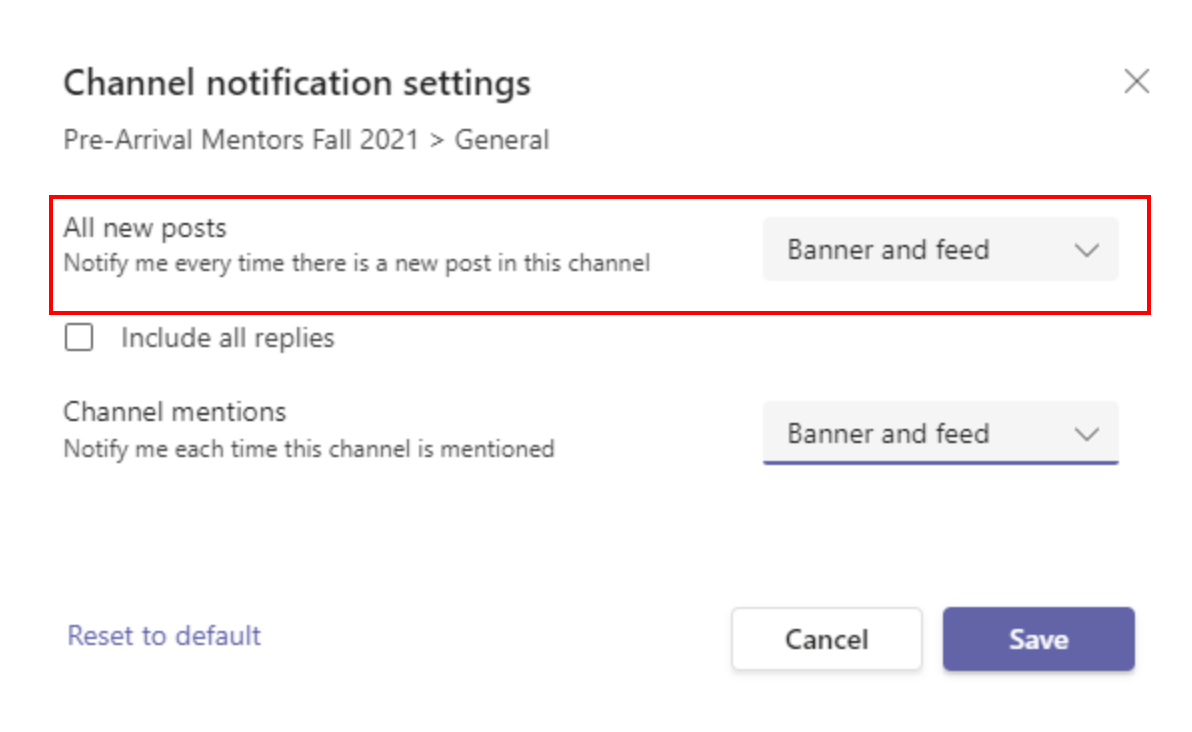 Channel notification settings
Pre-Arrival Mentors Fall 2021 > General
All new posts
Notify me every time there is a new post in this channel
Banner and feed
Include all replies
Channel mentions
Notify me each time this channel is mentioned
Banner and feed
Reset to default
Cancel
Save